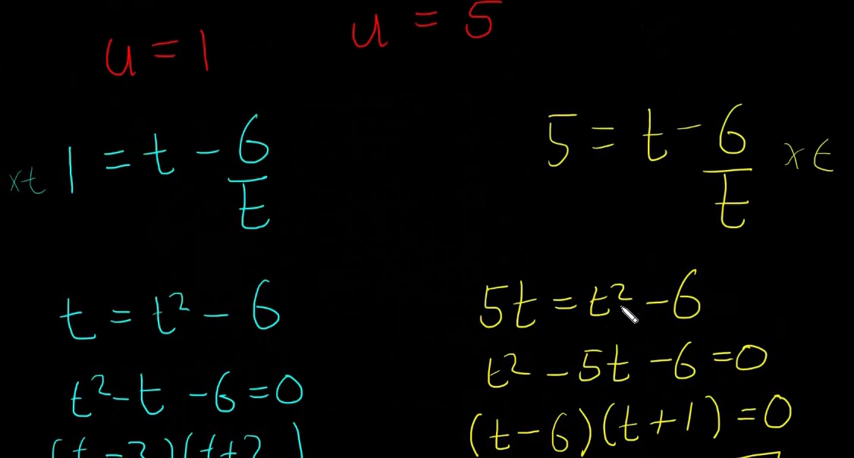 u = 1
u = 5
xt 1 = t - 6/t
5 = t - 6/t xt
t = t² - 6
5t = t² - 6
t² - t - 6 = 0
t² - 5t - 6 = 0
(t - 6)(t + 1) = 0